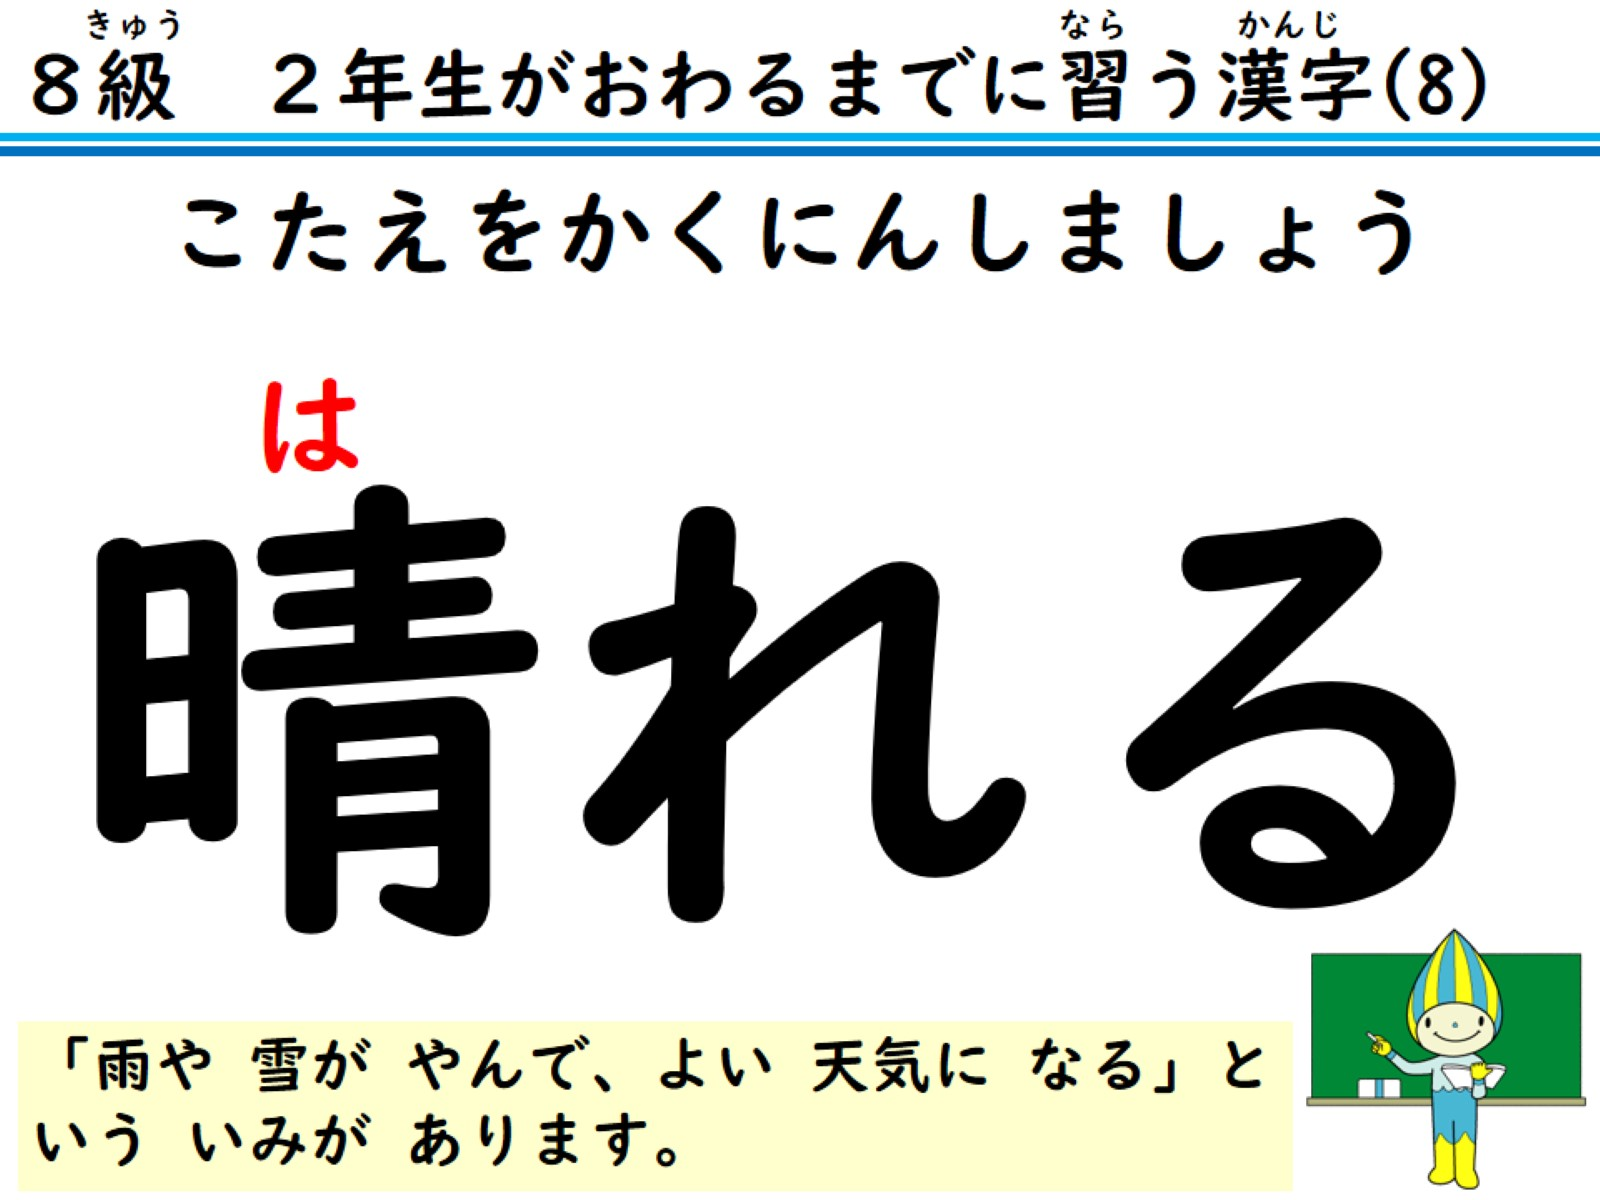 きゅう なら かんじ
８級　２年生がおわるまでに習う漢字(8)
こたえをかくにんしましょう
は
晴れる
「雨や 雪が やんで、よい 天気に なる」と
いう いみが あります。